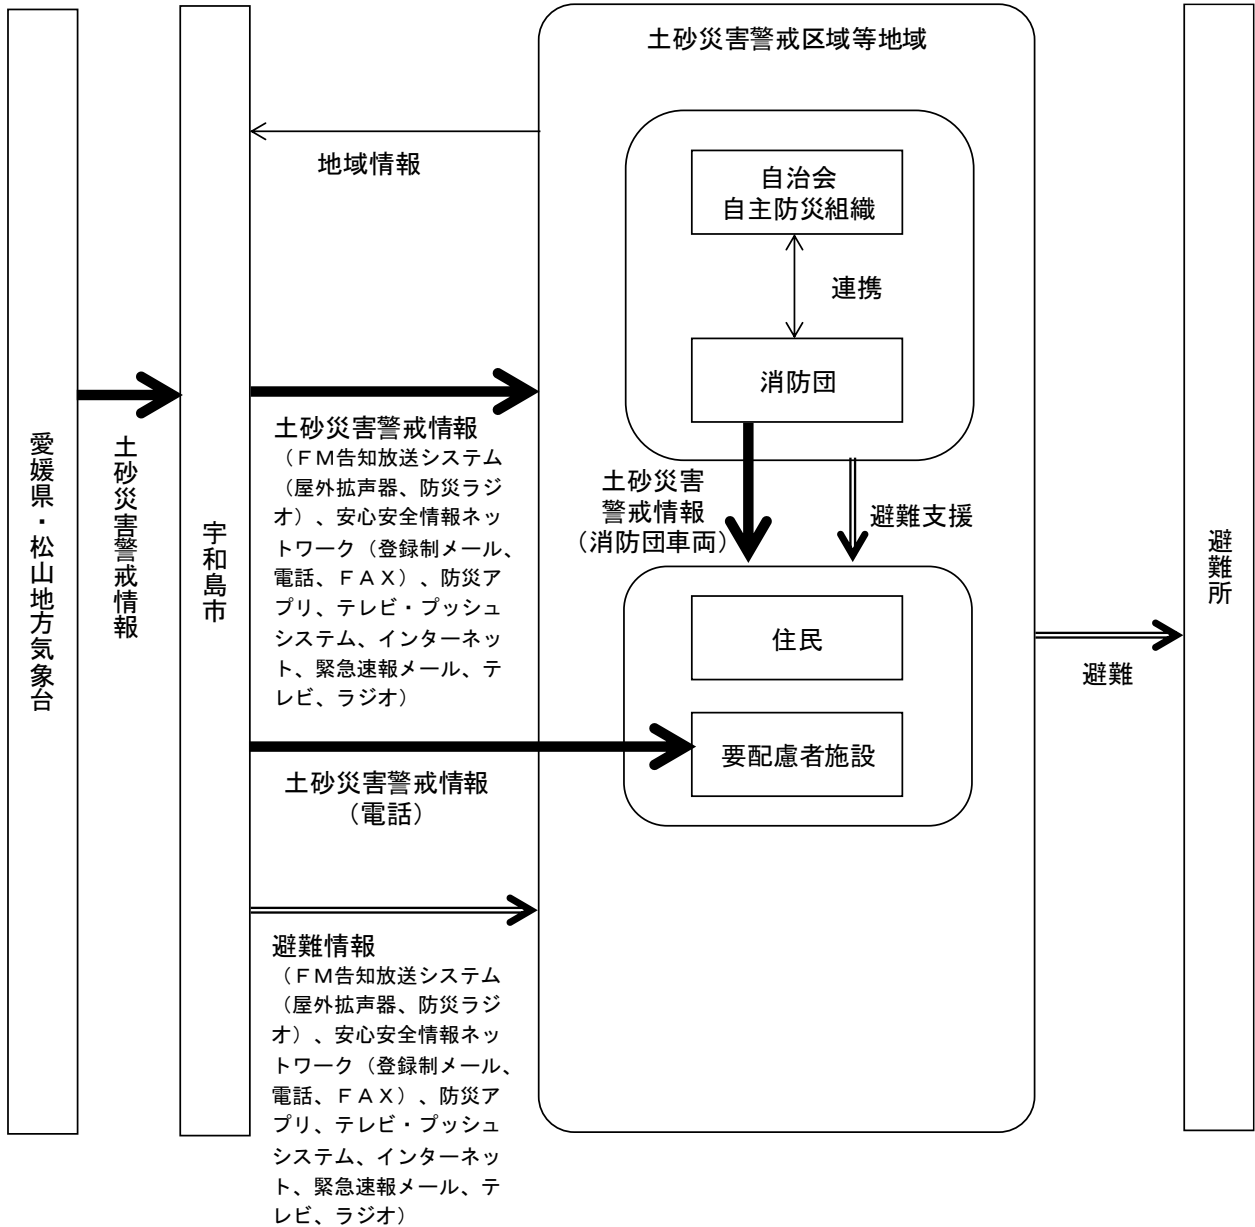 愛媛県・松山地方気象台
土砂災害警戒情報
宇和島市
地域情報
土砂災害警戒情報
（ＦＭ告知放送システム
（屋外拡声器、防災ラジ
オ）、安心安全情報ネッ
トワーク（登録制メール、
電話、ＦＡＸ）、防災ア
プリ、テレビ・プッシュ
システム、インターネッ
ト、緊急速報メール、テ
レビ、ラジオ）
土砂災害警戒情報
（電話）
避難情報
（ＦＭ告知放送システム
（屋外拡声器、防災ラジ
オ）、安心安全情報ネッ
トワーク（登録制メール、
電話、ＦＡＸ）、防災ア
プリ、テレビ・プッシュ
システム、インターネッ
ト、緊急速報メール、テ
レビ、ラジオ）
土砂災害警戒区域等地域
自治会
自主防災組織
連携
消防団
土砂災害
警戒情報
（消防団車両）
避難支援
住民
要配慮者施設
避難
避難所